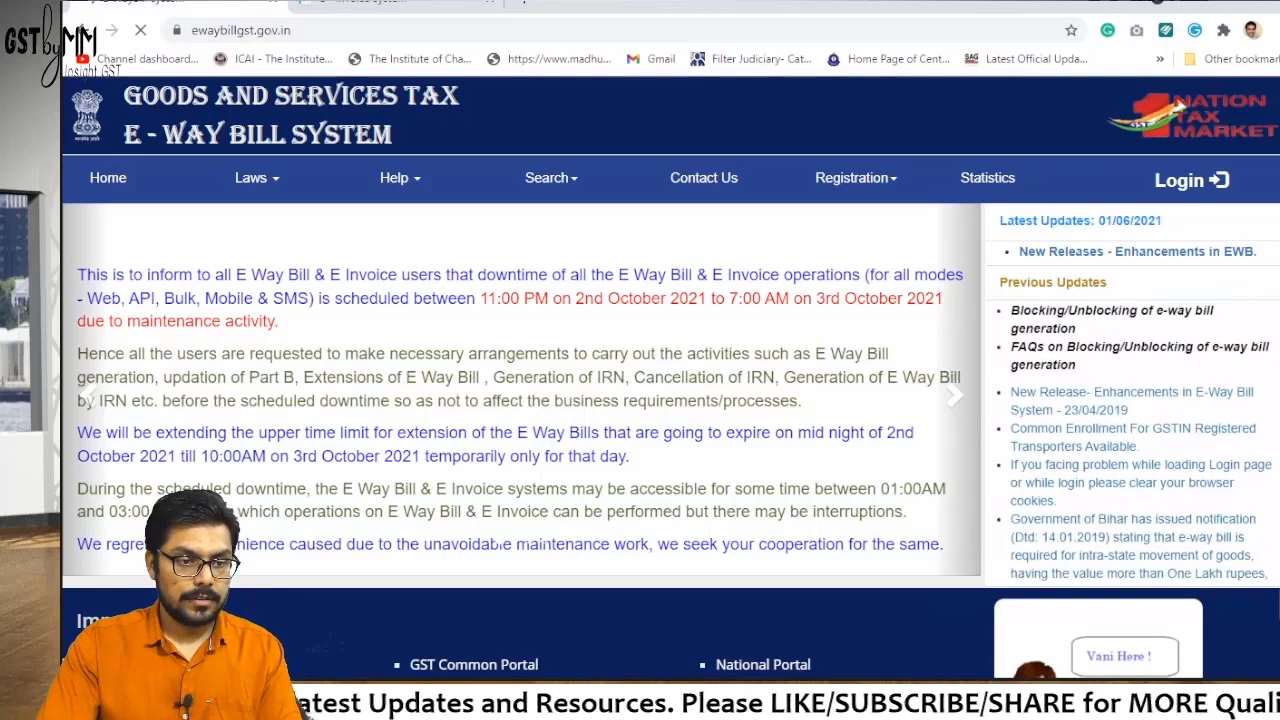 GST by MM
Insight GST
ewaybillgst.gov.in
Channel dashboard... ICAI - The Institute... The Institute of Cha... https://www.madhu... Gmail Filter Judiciary- Cat... Home Page of Cent... SAG Latest Official Upda... » Other bookmar
GOODS AND SERVICES TAX
E - WAY BILL SYSTEM
GST 1 NATION
TAX
MARKET
Home Laws Help Search Contact Us Registration Statistics Login
This is to inform to all E Way Bill & E Invoice users that downtime of all the E Way Bill & E Invoice operations (for all modes
- Web, API, Bulk, Mobile & SMS) is scheduled between 11:00 PM on 2nd October 2021 to 7:00 AM on 3rd October 2021
due to maintenance activity.
Hence all the users are requested to make necessary arrangements to carry out the activities such as E Way Bill
generation, updation of Part B, Extensions of E Way Bill , Generation of IRN, Cancellation of IRN, Generation of E Way Bill
by IRN etc. before the scheduled downtime so as not to affect the business requirements/processes.
We will be extending the upper time limit for extension of the E Way Bills that are going to expire on mid night of 2nd
October 2021 till 10:00AM on 3rd October 2021 temporarily only for that day.
During the scheduled downtime, the E Way Bill & E Invoice systems may be accessible for some time between 01:00AM
and 03:00 which operations on E Way Bill & E Invoice can be performed but there may be interruptions.
We regre nience caused due to the unavoidable maintenance work, we seek your cooperation for the same.
Latest Updates: 01/06/2021
New Releases - Enhancements in EWB.
Previous Updates
Blocking/Unblocking of e-way bill
generation
FAQs on Blocking/Unblocking of e-way bill
generation
New Release- Enhancements in E-Way Bill
System - 23/04/2019
Common Enrollment For GSTIN Registered
Transporters Available.
If you facing problem while loading Login page
or while login please clear your browser
cookies.
Government of Bihar has issued notification
(Dtd: 14.01.2019) stating that e-way bill is
required for intra-state movement of goods,
having the value more than One Lakh rupees,
GST Common Portal National Portal
Vani Here !
atest Updates and Resources. Please LIKE/SUBSCRIBE/SHARE for MORE Quali